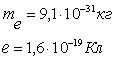 mₑ = 9,1·10⁻³¹ кг
e = 1,6·10⁻¹⁹ Кл